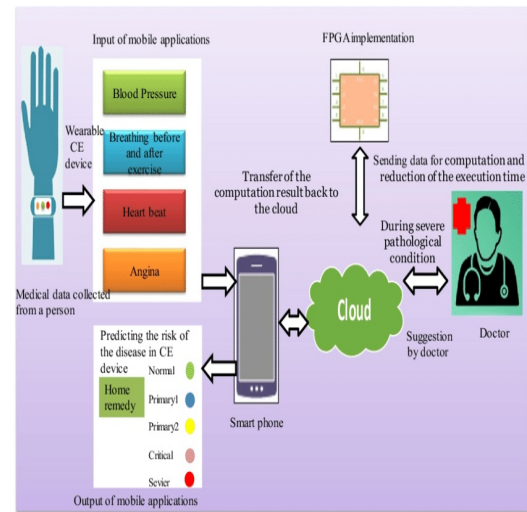 Input of mobile applications
FPGA implementation
Blood Pressure
Wearable
CE
device
Breathing before
and after
exercise
Heart beat
Angina
Medical data collected
from a person
Transfer of the
computation result back to
the cloud
Sending data for computation and
reduction of the execution time
During severe
pathological
condition
Cloud
Suggestion
by doctor
Doctor
Smart phone
Predicting the risk of
the disease in CE
device
Home
remedy
Normal
Primary1
Primary2
Critical
Sevier
Output of mobile applications